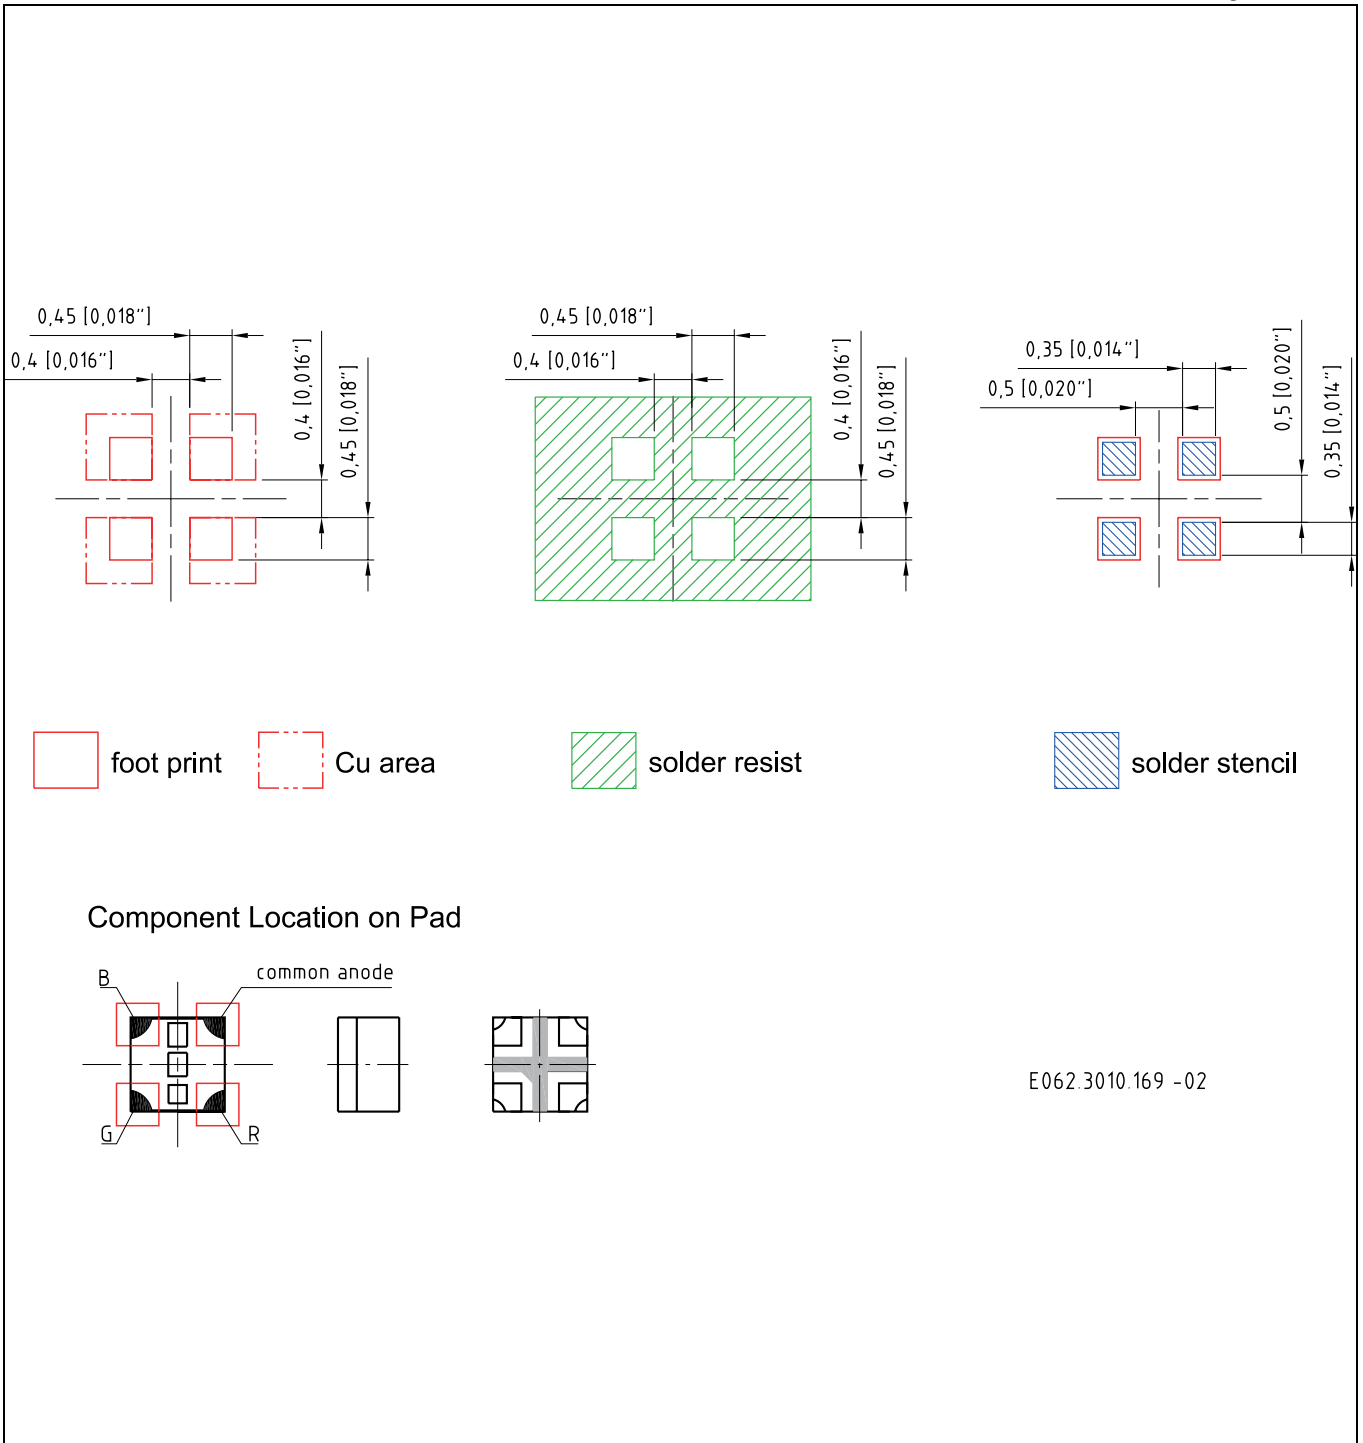 0,45 [0,018"]
0,4 [0,016"]
0,4 [0,016"]
0,45 [0,018"]
0,45 [0,018"]
0,4 [0,016"]
0,4 [0,016"]
0,45 [0,018"]
0,35 [0,014"]
0,5 [0,020"]
0,5 [0,020"]
0,35 [0,014"]
foot print
Cu area
solder resist
solder stencil
Component Location on Pad
B
common anode
G
R
E062.3010.169 -02